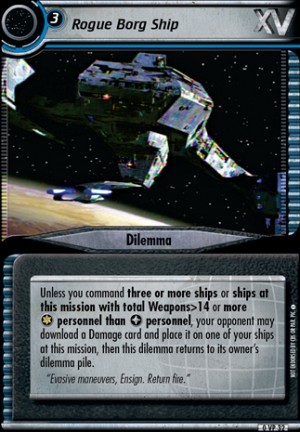 3 Rogue Borg Ship XV
Dilemma
Unless you command three or more ships or ships at
this mission with total Weapons>14 or more
personnel than personnel, your opponent may
download a Damage card and place it on one of your ships
at this mission, then this dilemma returns to its owner's
dilemma pile.
"Evasive maneuvers, Ensign. Return fire."
0 VP 32